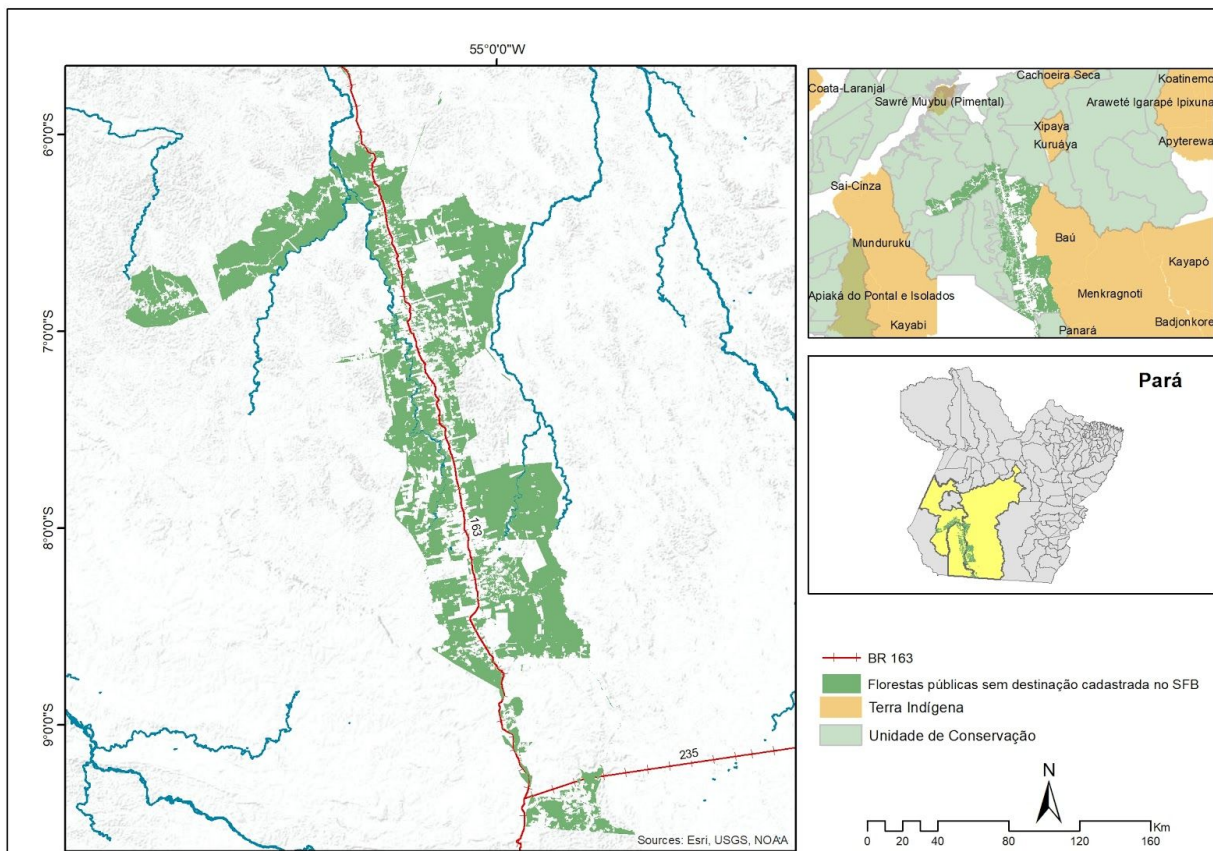 55°0'0"W
6°0'0"S
7°0'0"S
8°0'0"S
9°0'0"S
163
235
Sources: Esri, USGS, NOAA
Cachoeira Seca
Koatinemo
Coata-Laranjal
Sawré Muybu (Pimental)
Araweté Igarapé Ipixuna
Xipaya
Kuruáya
Apyterewa
Sai-Cinza
Munduruku
Baú
Kayapó
Apiaká do Pontal e Isolados
Menkragnoti
Kayabi
Panará
Badjonkore
Pará
BR 163
Florestas públicas sem destinação cadastrada no SFB
Terra Indígena
Unidade de Conservação
N
Km
0 10 20 40 80 120 160